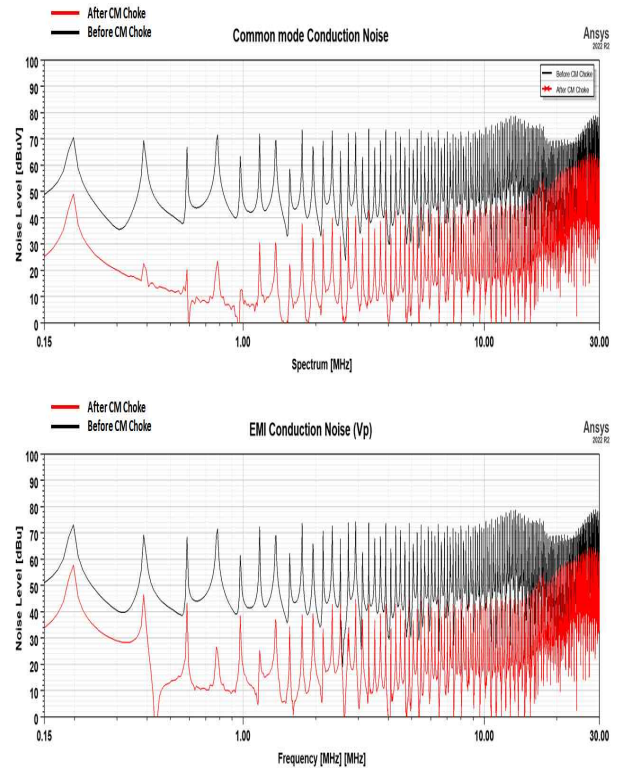 After CM Choke
Before CM Choke
Common mode Conduction Noise
Ansys
2022 R2
Before CM Choke
After CM Choke
Noise Level [dBuV]
100
90
80
70
60
50
40
30
20
10
0
0.15
1.00
10.00
30.00
Spectrum [MHz]
After CM Choke
Before CM Choke
EMI Conduction Noise (Vp)
Ansys
2022 R2
Noise Level [dBu]
100
90
80
70
60
50
40
30
20
10
0
0.15
1.00
10.00
30.00
Frequency [MHz] [MHz]